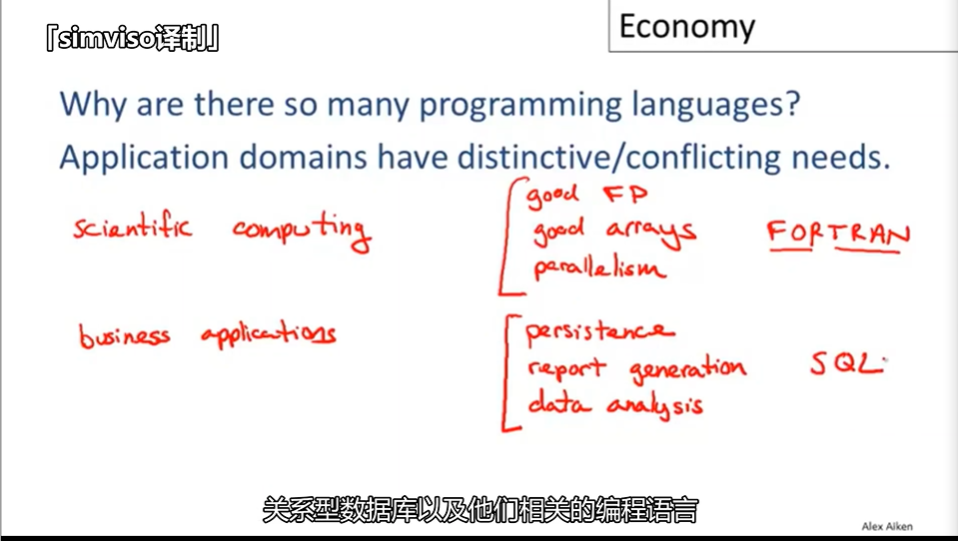 「simviso译制」
Economy
Why are there so many programming languages?
Application domains have distinctive/conflicting needs.
good FP
scientific computing
good arrays
FORTRAN
parallelism
business applications
persistence
report generation
SQL
data analysis
关系型数据库以及他们相关的编程语言
Alex Aiken